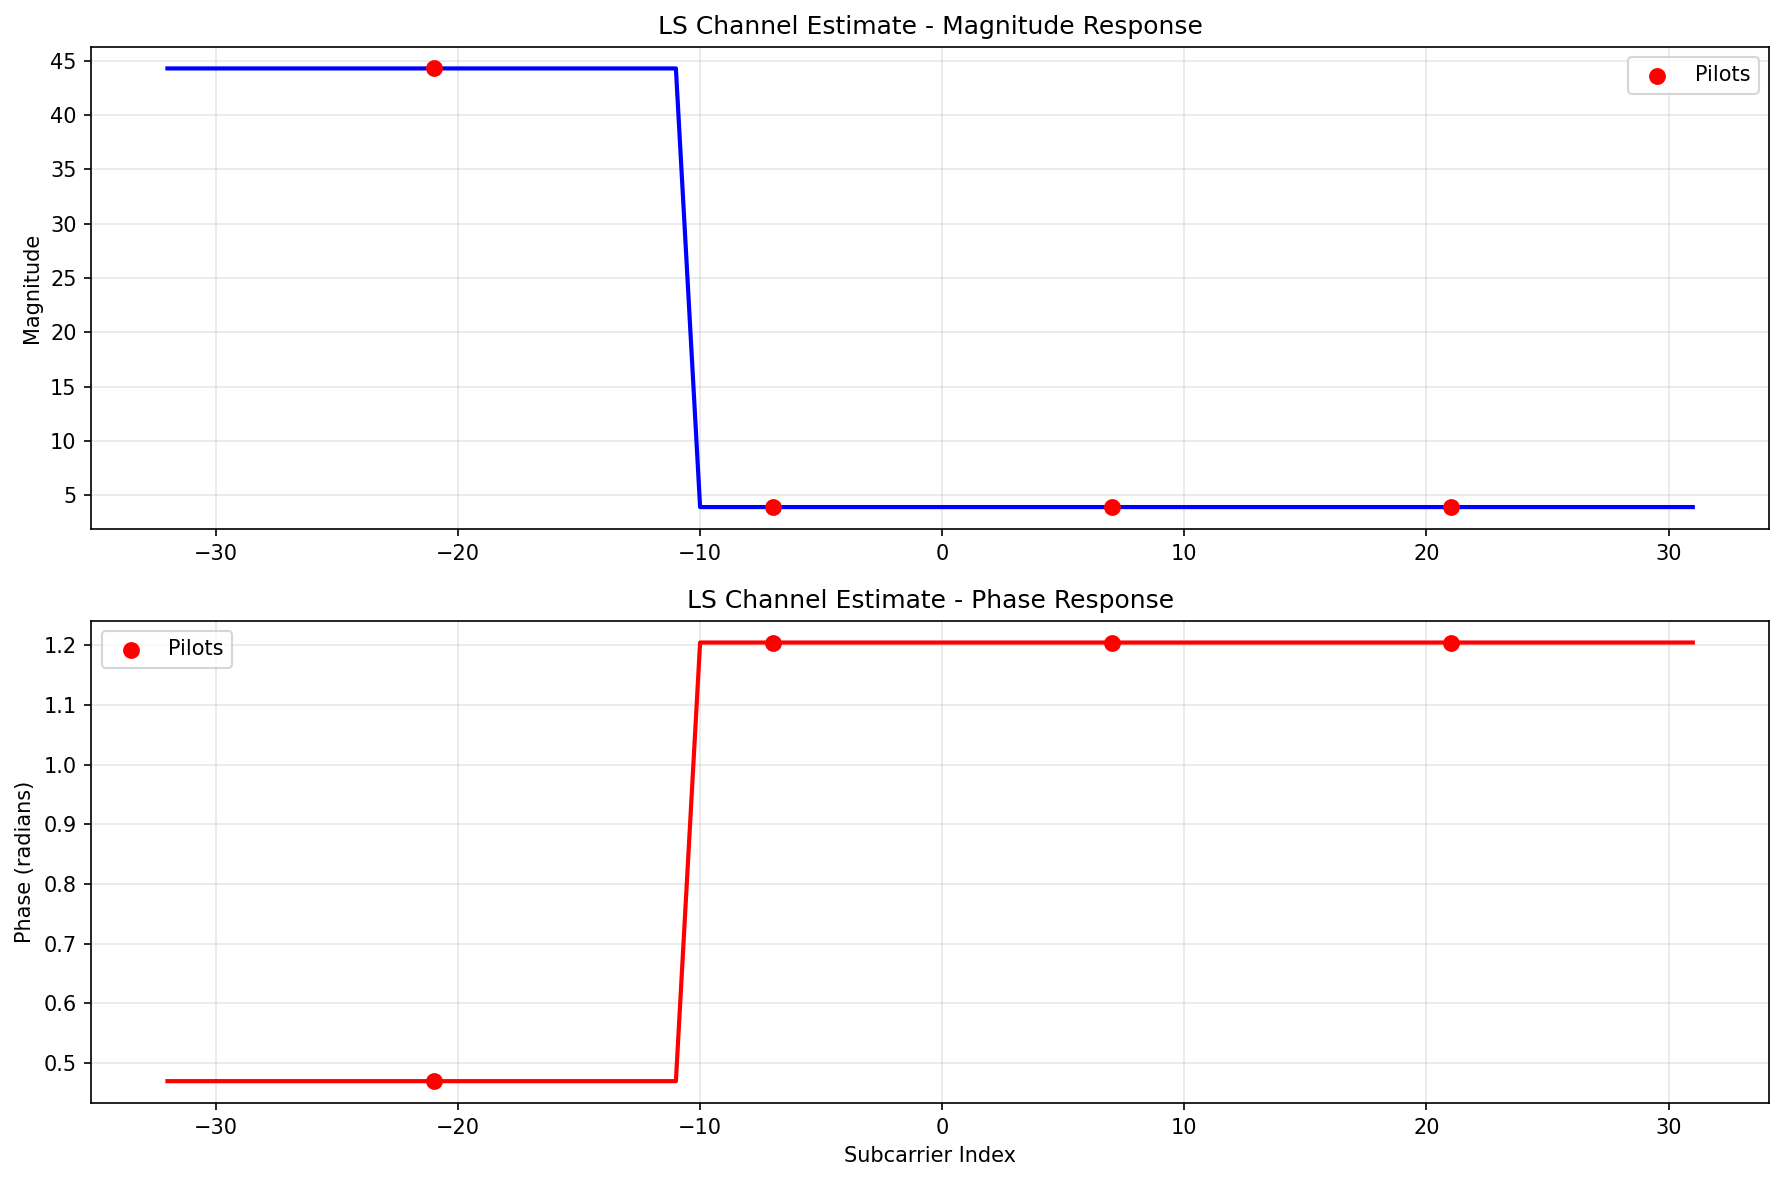 LS Channel Estimate - Magnitude Response
45
40
35
30
25
20
15
10
5
Magnitude
Pilots
−30 −20 −10 0 10 20 30
LS Channel Estimate - Phase Response
1.2
1.1
1.0
0.9
0.8
0.7
0.6
0.5
Phase (radians)
Pilots
−30 −20 −10 0 10 20 30
Subcarrier Index